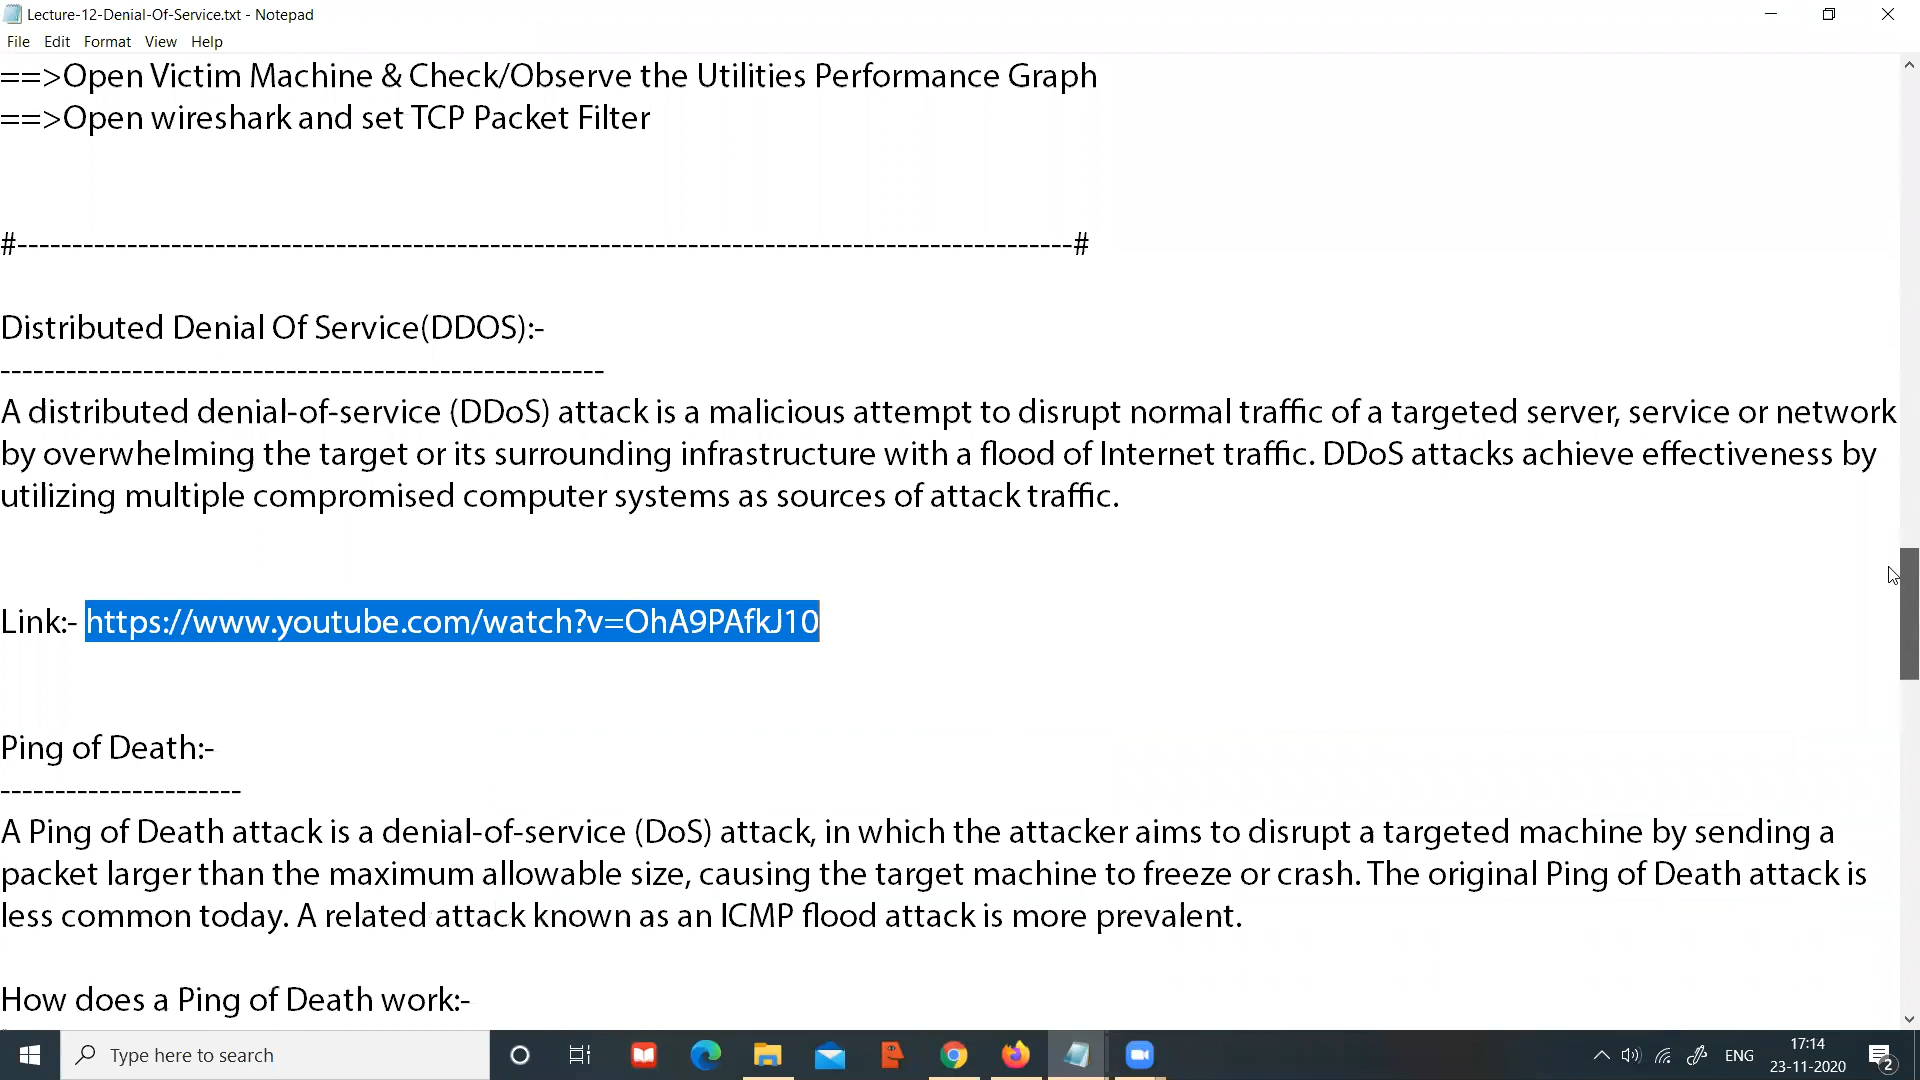 Lecture-12-Denial-Of-Service.txt - Notepad
File Edit Format View Help
==>Open Victim Machine & Check/Observe the Utilities Performance Graph
==>Open wireshark and set TCP Packet Filter
#-------------------------------------------------------------------------------------------------#
Distributed Denial Of Service(DDOS):-
-------------------------------------------------------
A distributed denial-of-service (DDoS) attack is a malicious attempt to disrupt normal traffic of a targeted server, service or network
by overwhelming the target or its surrounding infrastructure with a flood of Internet traffic. DDoS attacks achieve effectiveness by
utilizing multiple compromised computer systems as sources of attack traffic.
Link:- https://www.youtube.com/watch?v=OhA9PAfkJ10
Ping of Death:-
----------------------
A Ping of Death attack is a denial-of-service (DoS) attack, in which the attacker aims to disrupt a targeted machine by sending a
packet larger than the maximum allowable size, causing the target machine to freeze or crash. The original Ping of Death attack is
less common today. A related attack known as an ICMP flood attack is more prevalent.
How does a Ping of Death work:-
Type here to search
ENG
17:14
23-11-2020
2